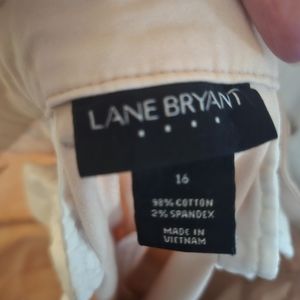 LANE BRYANT
16
98% COTTON
2% SPANDEX
MADE IN
VIETNAM